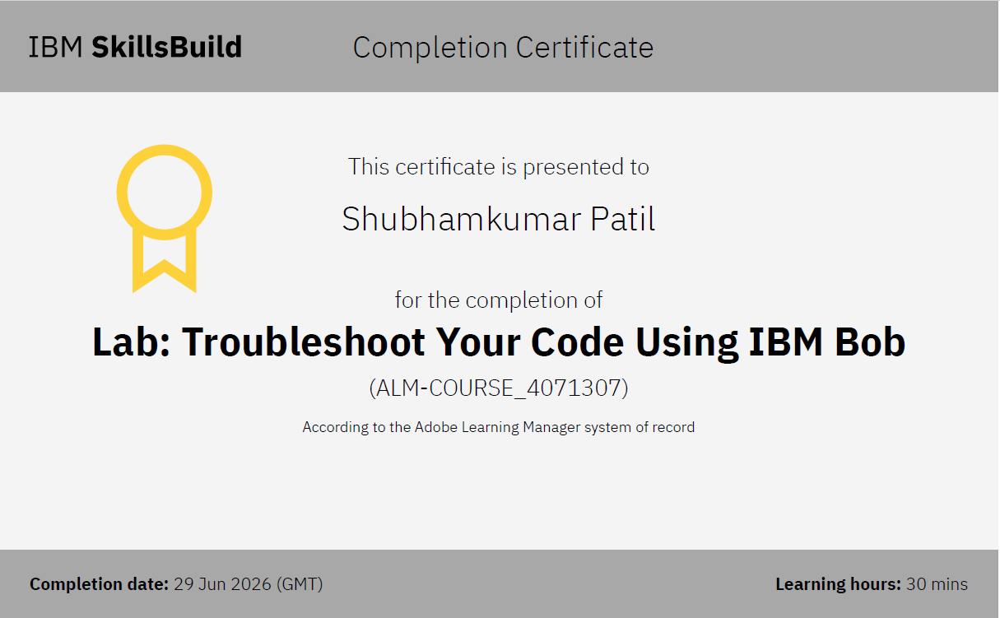 IBM SkillsBuild
Completion Certificate
This certificate is presented to
Shubhamkumar Patil
for the completion of
Lab: Troubleshoot Your Code Using IBM Bob
(ALM-COURSE_4071307)
According to the Adobe Learning Manager system of record
Completion date: 29 Jun 2026 (GMT)
Learning hours: 30 mins